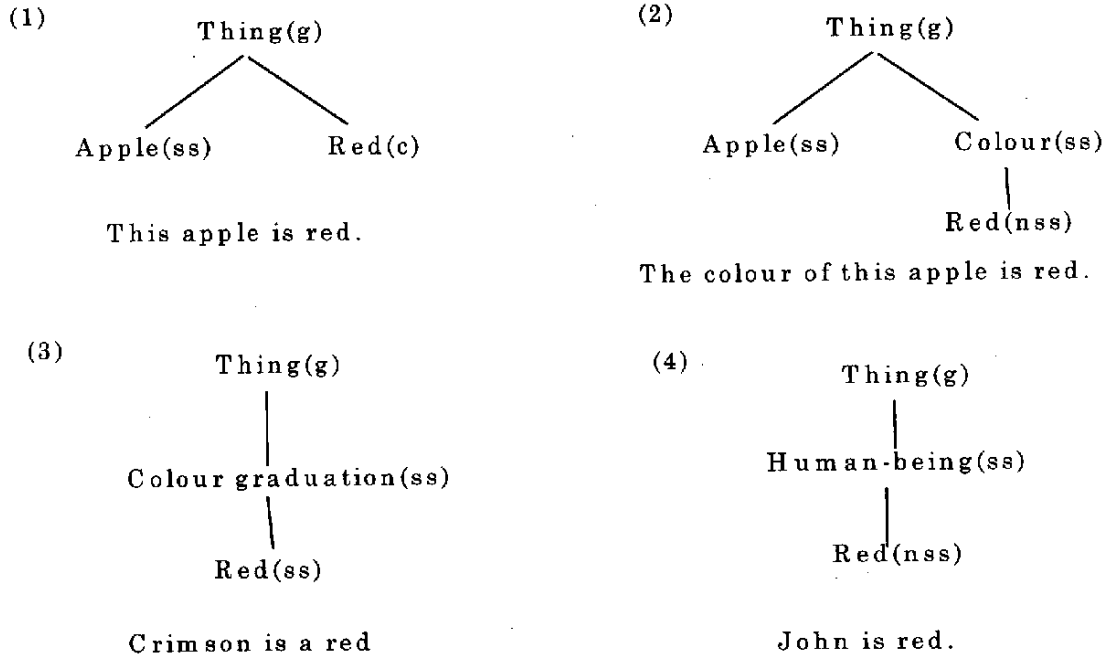 (1)
Thing(g)
Apple(ss) Red(c)
This apple is red.
(2)
Thing(g)
Apple(ss) Colour(ss)
Red(nss)
The colour of this apple is red.
(3)
Thing(g)
Colour graduation(ss)
Red(ss)
Crimson is a red
(4)
Thing(g)
Human-being(ss)
Red(nss)
John is red.